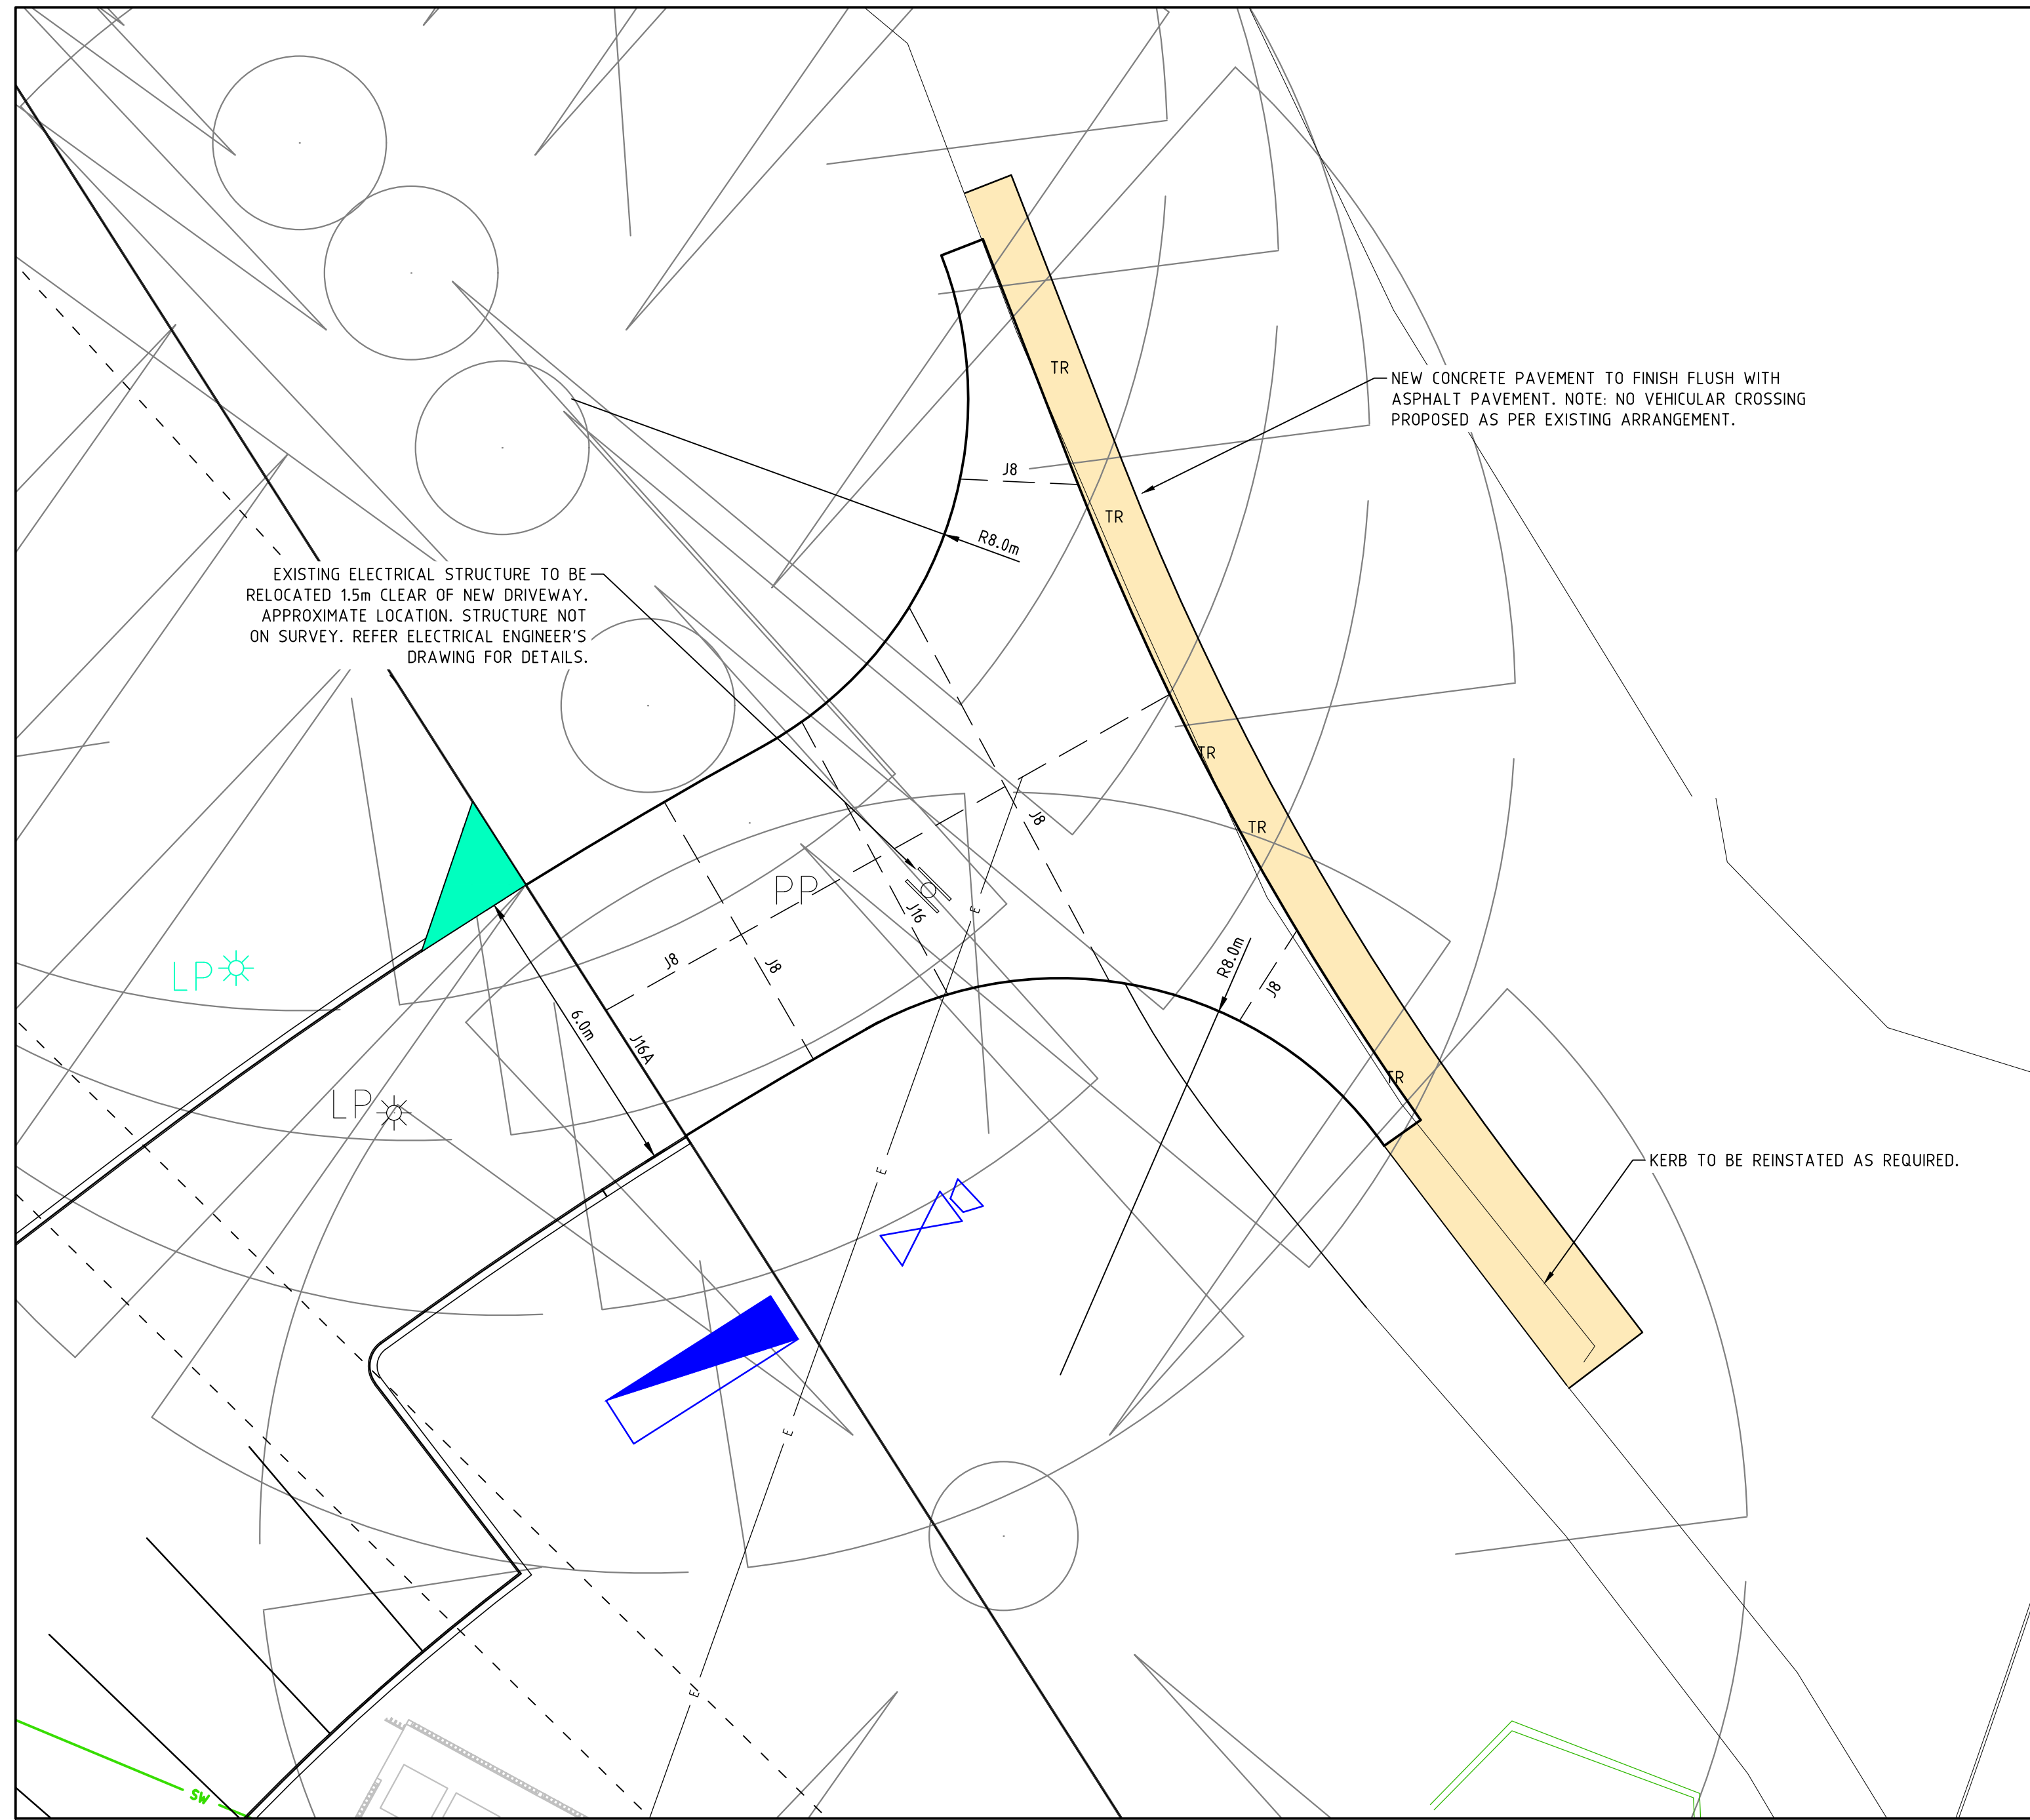 TR
NEW CONCRETE PAVEMENT TO FINISH FLUSH WITH
ASPHALT PAVEMENT. NOTE: NO VEHICULAR CROSSING
PROPOSED AS PER EXISTING ARRANGEMENT.
J8
TR
R8.0m
EXISTING ELECTRICAL STRUCTURE TO BE
RELOCATED 1.5m CLEAR OF NEW DRIVEWAY.
APPROXIMATE LOCATION. STRUCTURE NOT
ON SURVEY. REFER ELECTRICAL ENGINEER'S
DRAWING FOR DETAILS.
TR
J8
TR
PP
J16
E
LP
J8
J8
R8.0m
J8
6.0m
J16A
TR
LP
E
KERB TO BE REINSTATED AS REQUIRED.
E
E
SW